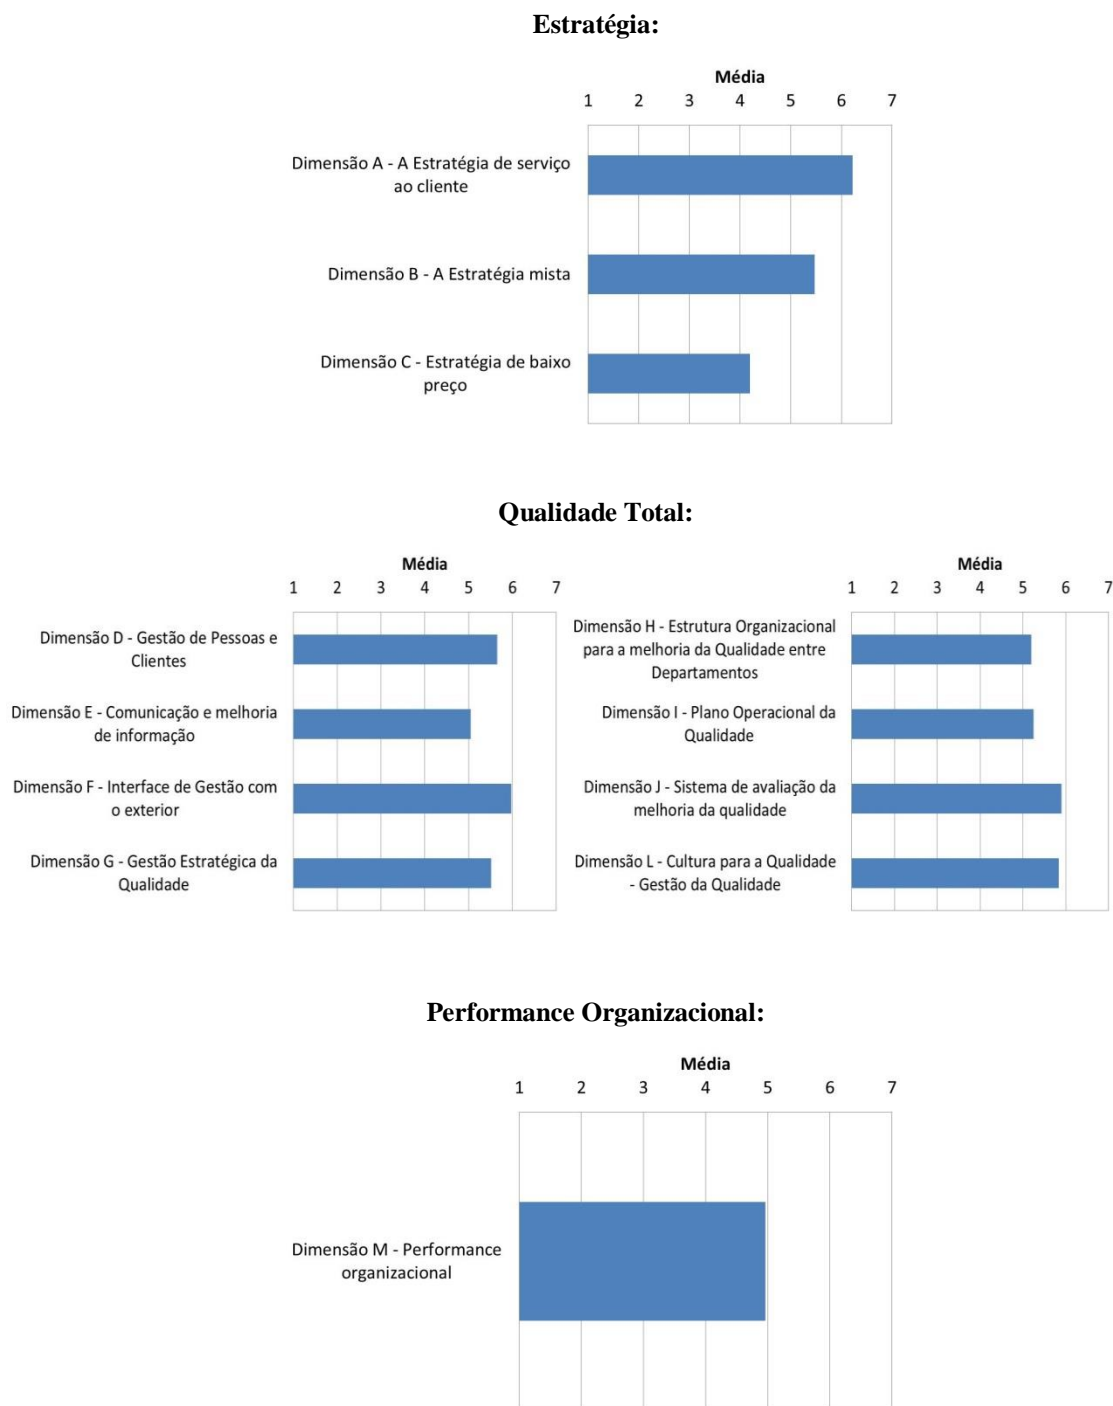 Estratégia:
Média
1 2 3 4 5 6 7
Dimensão A - A Estratégia de serviço
ao cliente
Dimensão B - A Estratégia mista
Dimensão C - Estratégia de baixo
preço
Qualidade Total:
Média
1 2 3 4 5 6 7
Dimensão D - Gestão de Pessoas e
Clientes
Dimensão E - Comunicação e melhoria
de informação
Dimensão F - Interface de Gestão com
o exterior
Dimensão G - Gestão Estratégica da
Qualidade
Média
1 2 3 4 5 6 7
Dimensão H - Estrutura Organizacional
para a melhoria da Qualidade entre
Departamentos
Dimensão I - Plano Operacional da
Qualidade
Dimensão J - Sistema de avaliação da
melhoria da qualidade
Dimensão L - Cultura para a Qualidade
- Gestão da Qualidade
Performance Organizacional:
Média
1 2 3 4 5 6 7
Dimensão M - Performance
organizacional